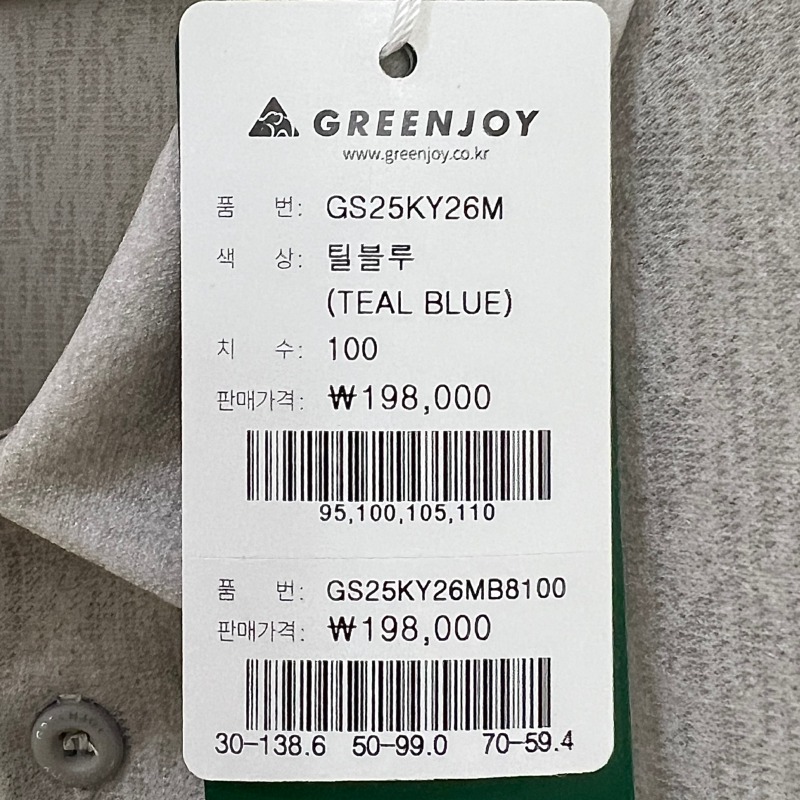 GREENJOY
www.greenjoy.co.kr
품 번: GS25KY26M
색 상: 틸블루
(TEAL BLUE)
치 수: 100
판매가격: ₩198,000
95,100,105,110
품 번: GS25KY26MB8100
판매가격: ₩198,000
30-138.6 50-99.0 70-59.4